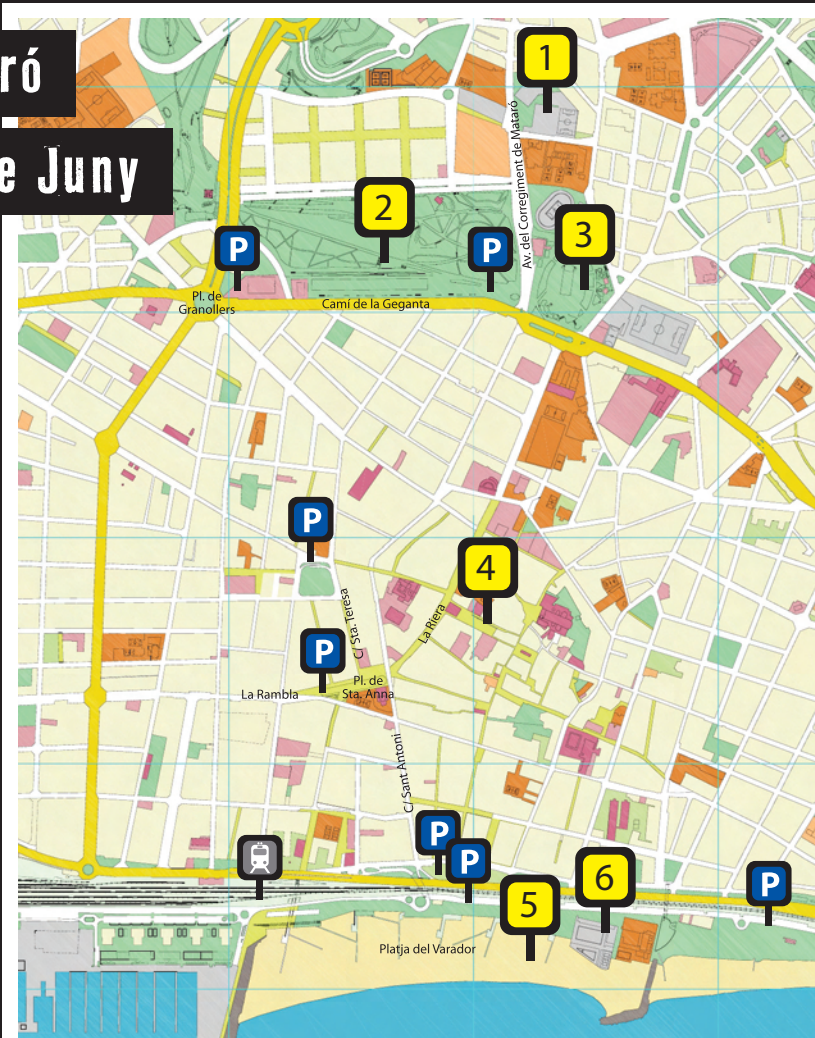 ró
e Juny
1
Av. del Corregiment de Mataró
2
3
P
P
Pl. de
Granollers
Camí de la Geganta
P
4
C/ Sta. Teresa
La Riera
P
La Rambla
Pl. de
Sta. Anna
C/ Sant Antoni
P
P
6
P
5
Platja del Varador